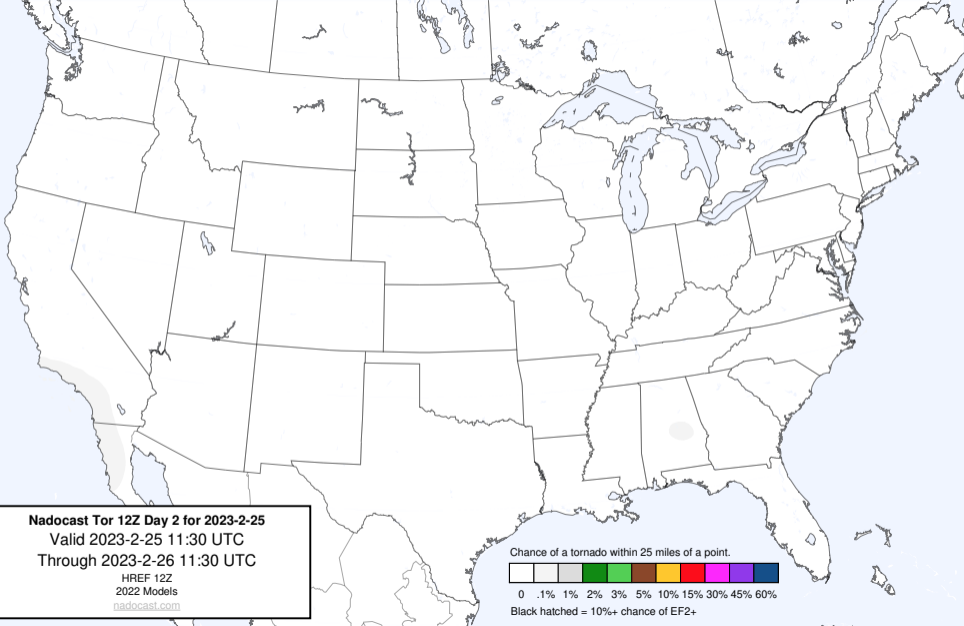 Nadocast Tor 12Z Day 2 for 2023-2-25
Valid 2023-2-25 11:30 UTC
Through 2023-2-26 11:30 UTC
HREF 12Z
2022 Models
nadocast.com
Chance of a tornado within 25 miles of a point.
0 .1% 1% 2% 3% 5% 10% 15% 30% 45% 60%
Black hatched = 10%+ chance of EF2+